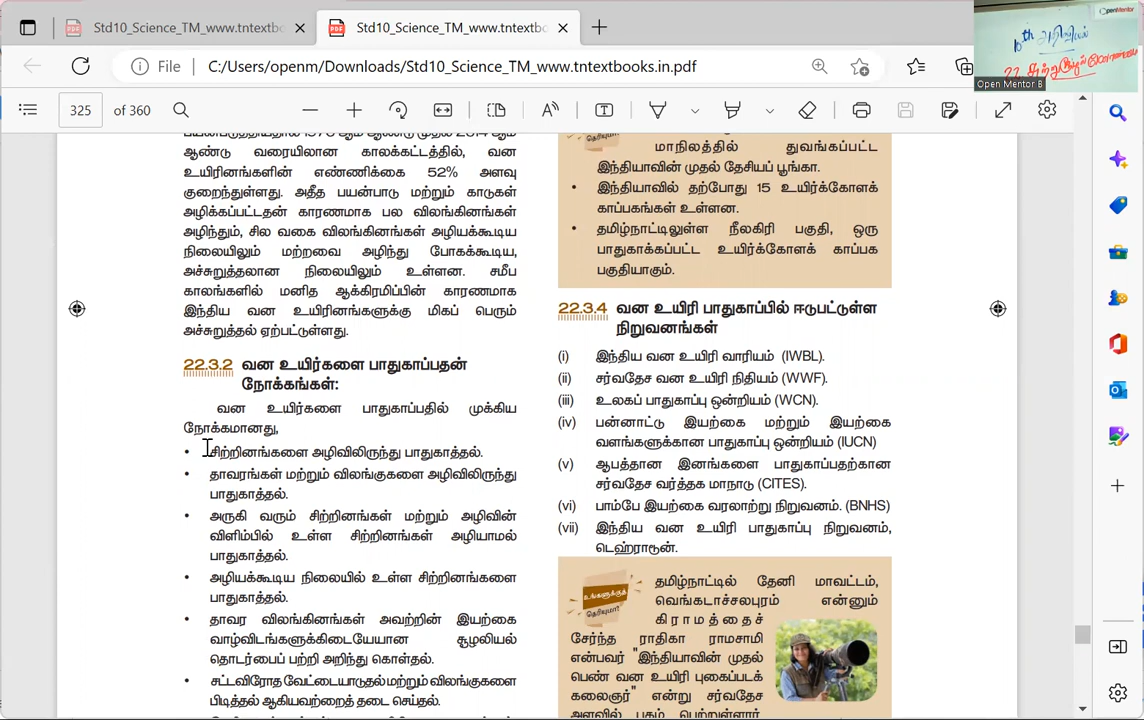 Std10_Science_TM_www.tntextbo
Std10_Science_TM_www.tntextbo
File C:/Users/openm/Downloads/Std10_Science_TM_www.tntextbooks.in.pdf
325 of 360
OpenMentor
10th அறிவியல்
Open Mentor B
ஆண்டு வரையிலான காலக்கட்டத்தில், வன
உயிரினங்களின் எண்ணிக்கை 52% அளவு
குறைந்துள்ளது. அதீத பயன்பாடு மற்றும் காடுகள்
அழிக்கப்பட்டதன் காரணமாக பல விலங்கினங்கள்
அழிந்தும், சில வகை விலங்கினங்கள் அழியக்கூடிய
நிலையிலும் மற்றவை அழிந்து போகக்கூடிய,
அச்சுறுத்தலான நிலையிலும் உள்ளன. சமீப
காலங்களில் மனித ஆக்கிரமிப்பின் காரணமாக
இந்திய வன உயிரினங்களுக்கு மிகப் பெரும்
அச்சுறுத்தல் ஏற்பட்டுள்ளது.
22.3.2 வன உயிர்களை பாதுகாப்பதன்
நோக்கங்கள்:
வன உயிர்களை பாதுகாப்பதில் முக்கிய
நோக்கமானது,
• சிற்றினங்களை அழிவிலிருந்து பாதுகாத்தல்.
• தாவரங்கள் மற்றும் விலங்குகளை அழிவிலிருந்து
பாதுகாத்தல்.
• அருகி வரும் சிற்றினங்கள் மற்றும் அழிவின்
விளிம்பில் உள்ள சிற்றினங்கள் அழியாமல்
பாதுகாத்தல்.
• அழியக்கூடிய நிலையில் உள்ள சிற்றினங்களை
பாதுகாத்தல்.
• தாவர விலங்கினங்கள் அவற்றின் இயற்கை
வாழ்விடங்களுக்கிடையேயான சூழலியல்
தொடர்பைப் பற்றி அறிந்து கொள்தல்.
• சட்டவிரோத வேட்டையாடுதல் மற்றும் விலங்குகளை
பிடித்தல் ஆகியவற்றைத் தடை செய்தல்.
தெரியுமா?
மாநிலத்தில் துவங்கப்பட்ட
இந்தியாவின் முதல் தேசியப் பூங்கா.
• இந்தியாவில் தற்போது 15 உயிர்க்கோளக்
காப்பகங்கள் உள்ளன.
• தமிழ்நாட்டிலுள்ள நீலகிரி பகுதி, ஒரு
பாதுகாக்கப்பட்ட உயிர்க்கோளக் காப்பக
பகுதியாகும்.
22.3.4 வன உயிரி பாதுகாப்பில் ஈடுபட்டுள்ள
நிறுவனங்கள்
(i) இந்திய வன உயிரி வாரியம் (IWBL).
(ii) சர்வதேச வன உயிரி நிதியம் (WWF).
(iii) உலகப் பாதுகாப்பு ஒன்றியம் (WCN).
(iv) பன்னாட்டு இயற்கை மற்றும் இயற்கை
வளங்களுக்கான பாதுகாப்பு ஒன்றியம் (IUCN)
(v) ஆபத்தான இனங்களை பாதுகாப்பதற்கான
சர்வதேச வர்த்தக மாநாடு (CITES).
(vi) பாம்பே இயற்கை வரலாற்று நிறுவனம். (BNHS)
(vii) இந்திய வன உயிரி பாதுகாப்பு நிறுவனம்,
டெஹ்ராடூன்.
உங்களுக்குத்
தெரியுமா?
தமிழ்நாட்டில் தேனி மாவட்டம்,
வெங்கடாச்சலபுரம் என்னும்
கிராமத்தைச்
சேர்ந்த ராதிகா ராமசாமி
என்பவர் "இந்தியாவின் முதல்
பெண் வன உயிரி புகைப்படக்
கலைஞர்" என்று சர்வதேச
அளவில் புகழ் பெற்றுள்ளார்.